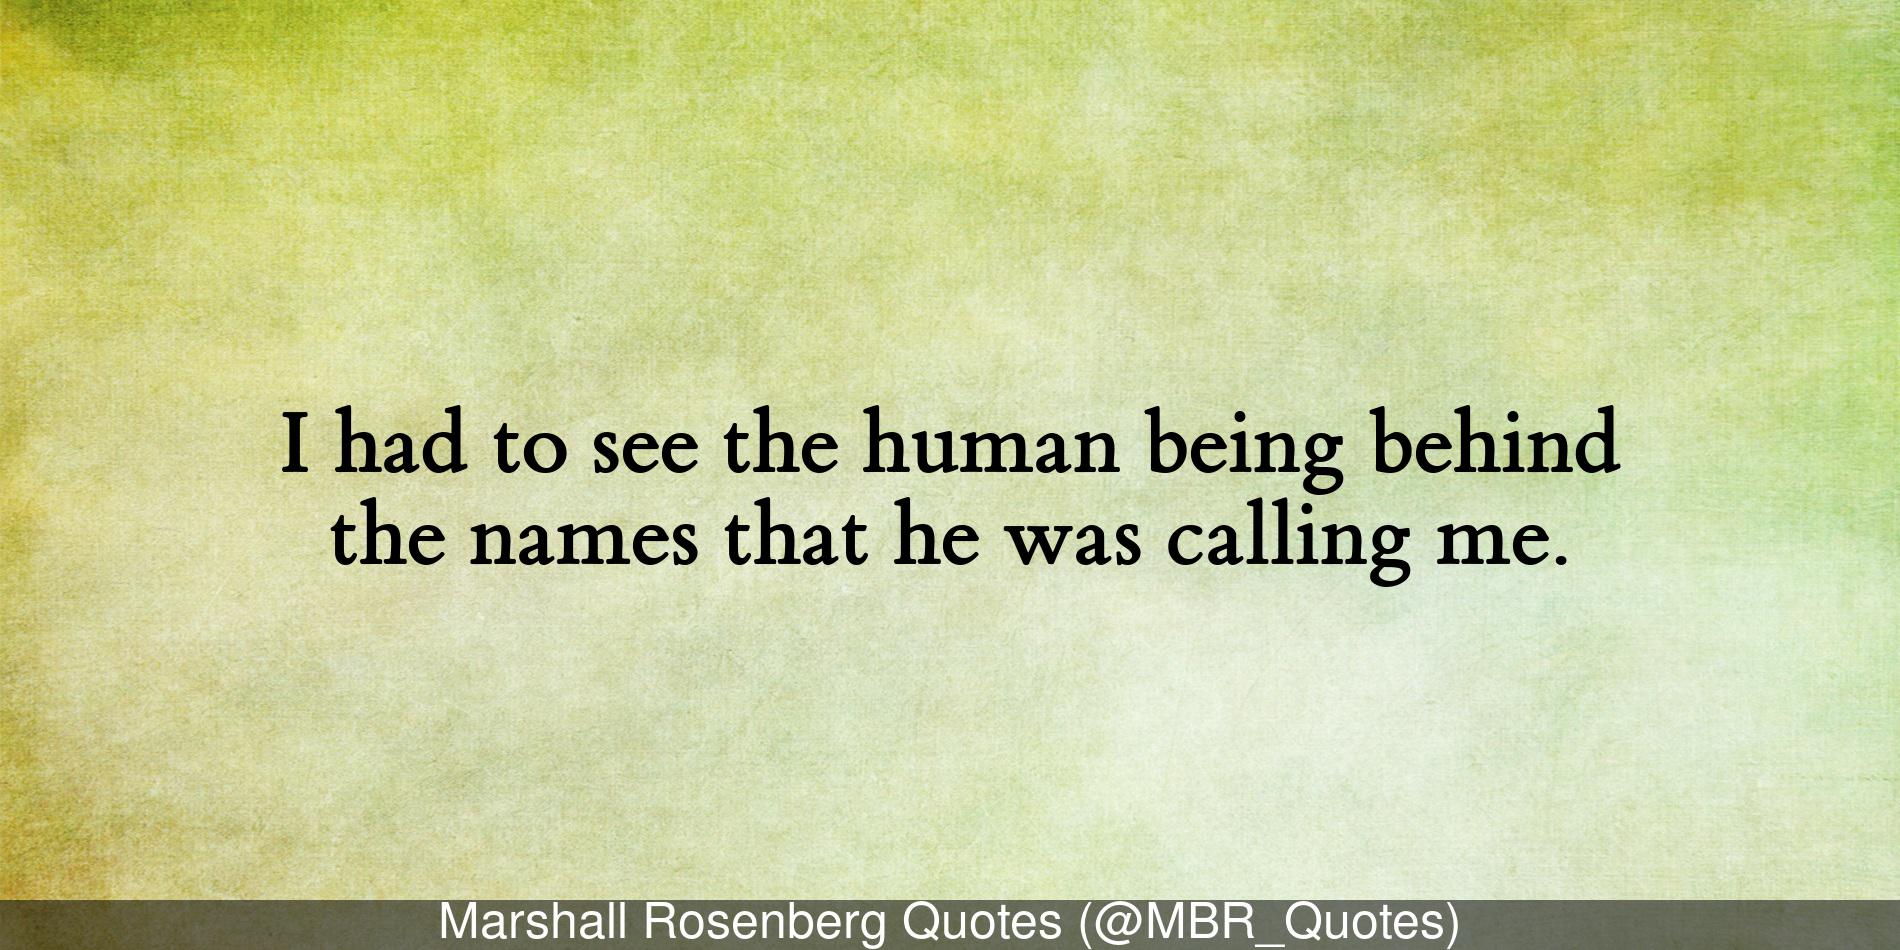 I had to see the human being behind
the names that he was calling me.
Marshall Rosenberg Quotes (@MBR_Quotes)